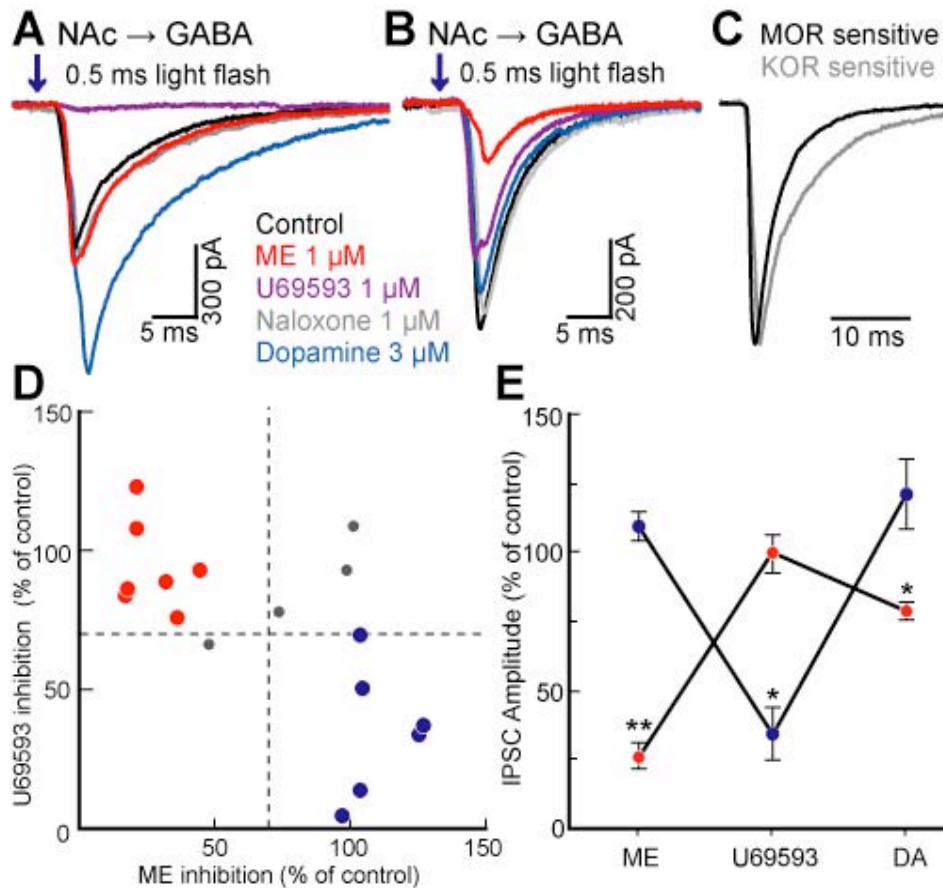 A NAc → GABA
0.5 ms light flash
B NAc → GABA
0.5 ms light flash
C MOR sensitive
KOR sensitive
Control
ME 1 µM
U69593 1 µM
Naloxone 1 µM
Dopamine 3 µM
5 ms
300 pA
5 ms
200 pA
10 ms
D
150
100
50
0
U69593 inhibition (% of control)
50
100
150
ME inhibition (% of control)
E
150
100
50
0
IPSC Amplitude (% of control)
**
*
*
ME
U69593
DA